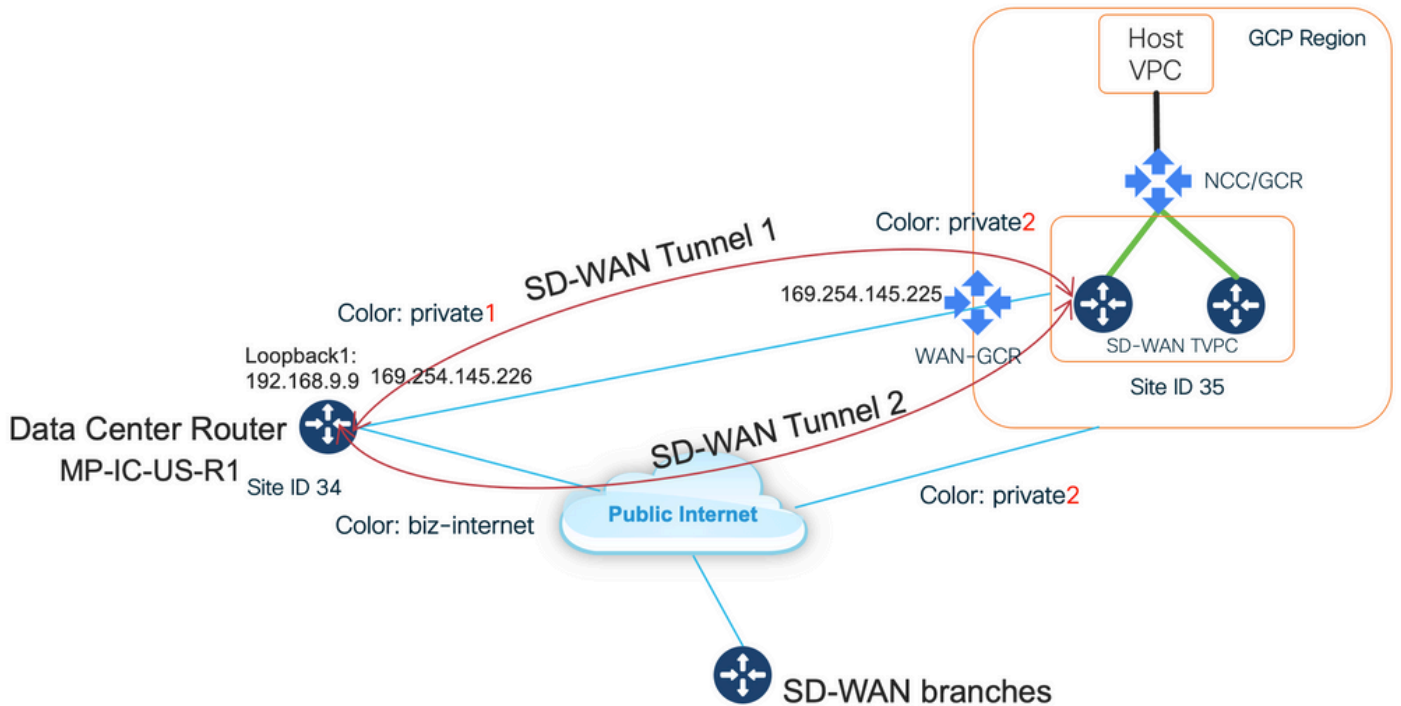 Host
VPC
GCP Region
NCC/GCR
Color: private2
SD-WAN Tunnel 1
169.254.145.225
Color: private1
WAN-GCR
SD-WAN TVPC
Loopback1:
192.168.9.9
169.254.145.226
Site ID 35
Data Center Router
MP-IC-US-R1
Site ID 34
SD-WAN Tunnel 2
Color: private2
Color: biz-internet
Public Internet
SD-WAN branches